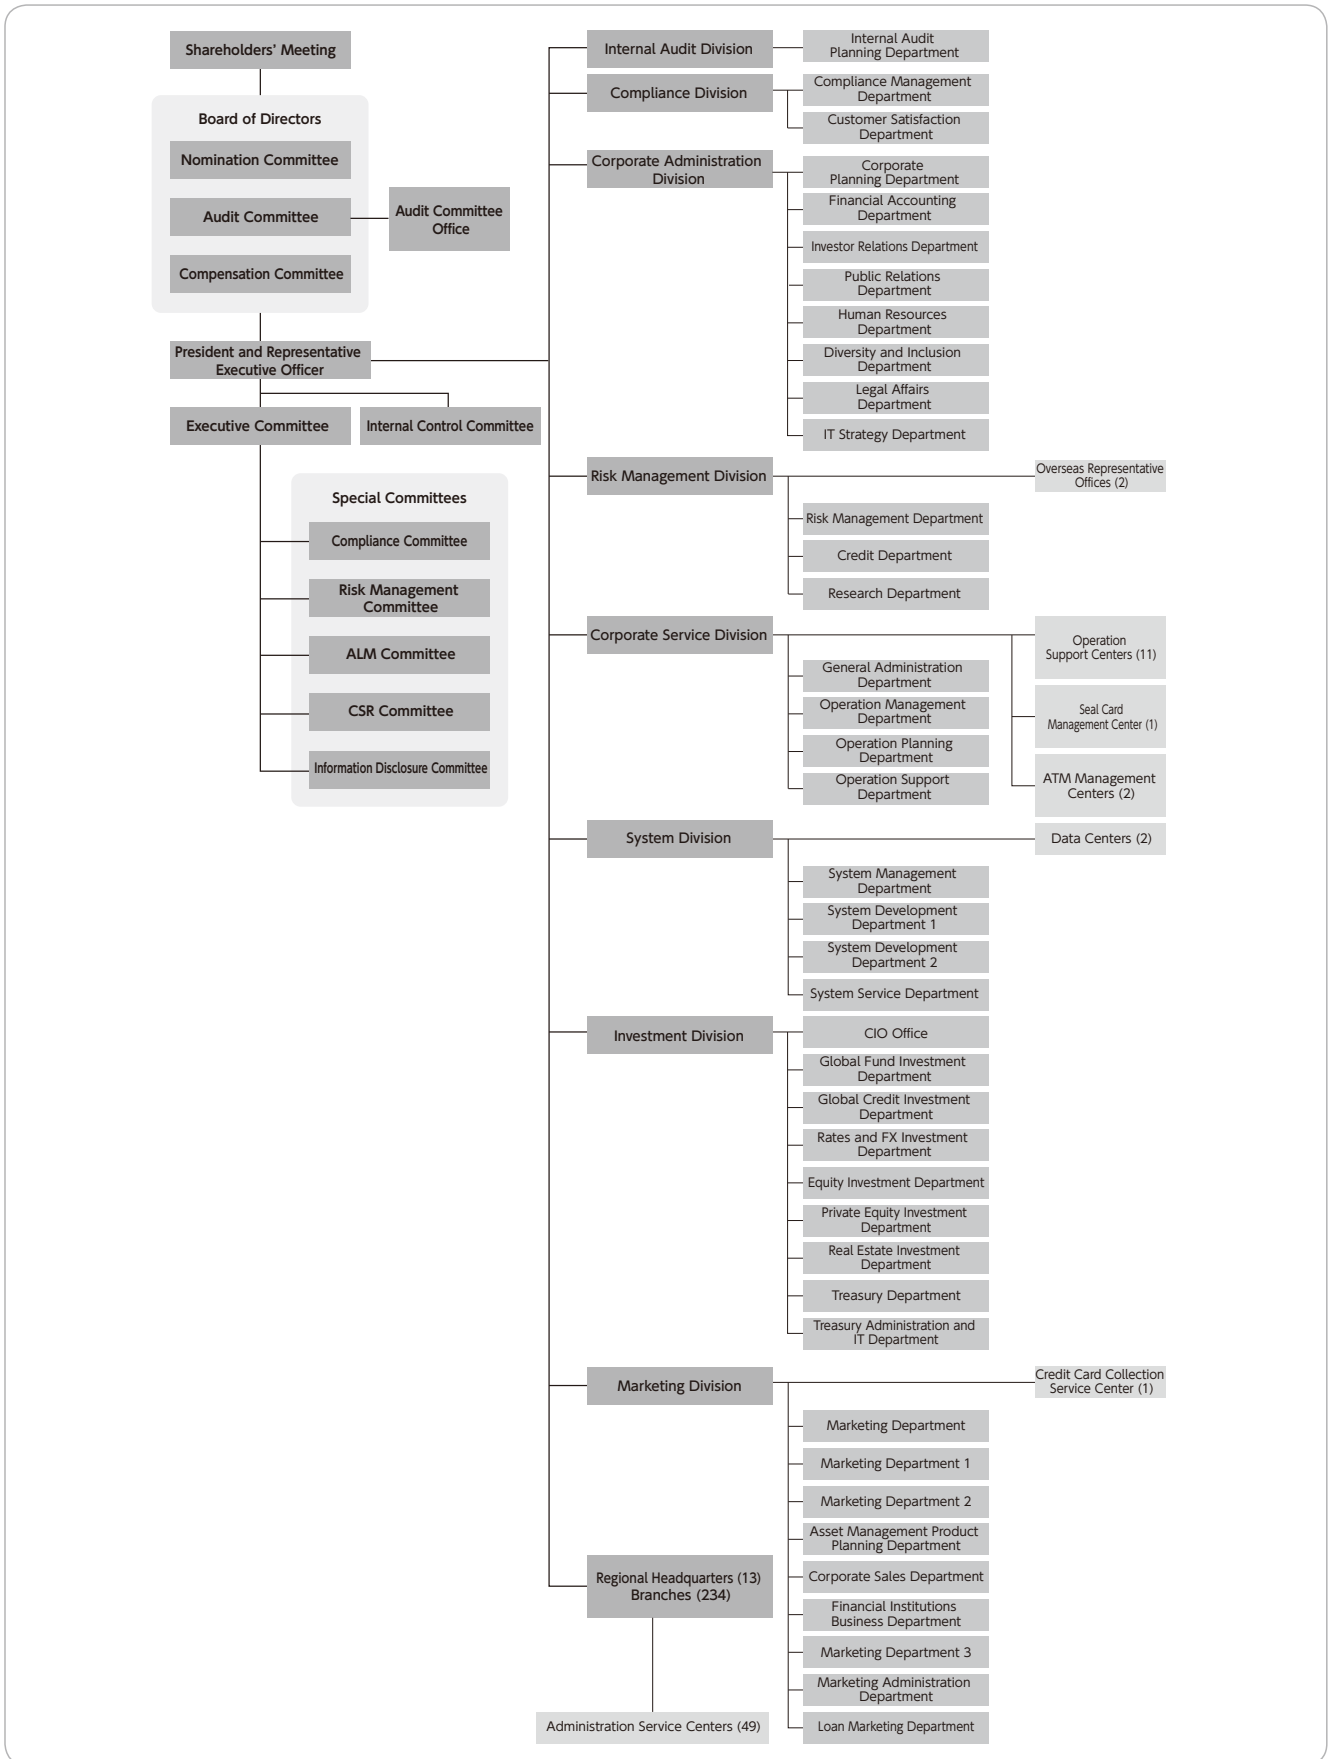 Shareholders' Meeting
Board of Directors
Nomination Committee
Audit Committee
Compensation Committee
Audit Committee
Office
President and Representative
Executive Officer
Executive Committee
Internal Control Committee
Special Committees
Compliance Committee
Risk Management
Committee
ALM Committee
CSR Committee
Information Disclosure Committee
Internal Audit Division
Internal Audit
Planning Department
Compliance Division
Compliance Management
Department
Customer Satisfaction
Department
Corporate Administration
Division
Corporate
Planning Department
Financial Accounting
Department
Investor Relations Department
Public Relations
Department
Human Resources
Department
Diversity and Inclusion
Department
Legal Affairs
Department
IT Strategy Department
Risk Management Division
Overseas Representative
Offices (2)
Risk Management Department
Credit Department
Research Department
Corporate Service Division
Operation
Support Centers (11)
Seal Card
Management Center (1)
ATM Management
Centers (2)
General Administration
Department
Operation Management
Department
Operation Planning
Department
Operation Support
Department
System Division
Data Centers (2)
System Management
Department
System Development
Department 1
System Development
Department 2
System Service Department
Investment Division
CIO Office
Global Fund Investment
Department
Global Credit Investment
Department
Rates and FX Investment
Department
Equity Investment Department
Private Equity Investment
Department
Real Estate Investment
Department
Treasury Department
Treasury Administration and
IT Department
Marketing Division
Credit Card Collection
Service Center (1)
Marketing Department
Marketing Department 1
Marketing Department 2
Asset Management Product
Planning Department
Corporate Sales Department
Financial Institutions
Business Department
Marketing Department 3
Marketing Administration
Department
Loan Marketing Department
Regional Headquarters (13)
Branches (234)
Administration Service Centers (49)